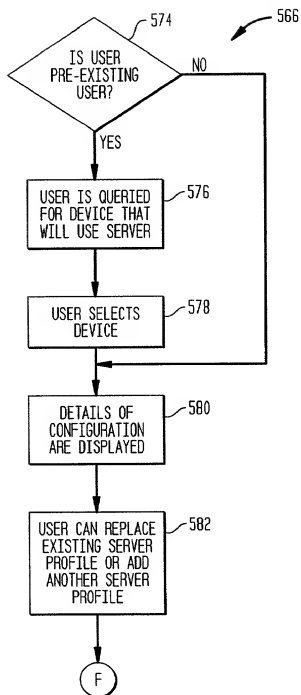 574
566
IS USER
PRE-EXISTING
USER?
NO
YES
USER IS QUERIED
FOR DEVICE THAT
WILL USE SERVER
576
USER SELECTS
DEVICE
578
DETAILS OF
CONFIGURATION
ARE DISPLAYED
580
USER CAN REPLACE
EXISTING SERVER
PROFILE OR ADD
ANOTHER SERVER
PROFILE
582
F